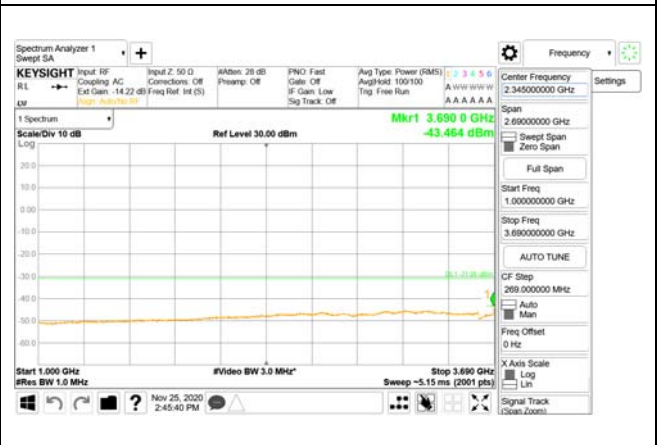 Spectrum Analyzer 1
Swept SA
Frequency
KEYSIGHT
RL
Input: RF
Coupling: AC
Ext Gain: -14.22 dB
Align: Auto/No RF
Input Z: 50 Ω
Corrections: Off
Freq Ref: Int (S)
#Atten: 28 dB
Preamp: Off
PNO: Fast
Gate: Off
IF Gain: Low
Sig Track: Off
Avg Type: Power (RMS)
Avg|Hold: 100/100
Trig: Free Run
1 2 3 4 5 6
A W W W W W
A A A A A A
Settings
Center Frequency
2.345000000 GHz
Span
2.69000000 GHz
Swept Span
Zero Span
Full Span
Start Freq
1.000000000 GHz
Stop Freq
3.690000000 GHz
AUTO TUNE
CF Step
269.000000 MHz
Auto
Man
Freq Offset
0 Hz
X Axis Scale
Log
Lin
Signal Track
(Span Zoom)
1 Spectrum
Scale/Div 10 dB
Ref Level 30.00 dBm
Mkr1 3.690 0 GHz
-43.464 dBm
Log
20.0
10.0
0.00
-10.0
-20.0
-30.0
-40.0
-50.0
-60.0
1
Start 1.000 GHz
#Res BW 1.0 MHz
#Video BW 3.0 MHz*
Stop 3.690 GHz
Sweep ~5.15 ms (2001 pts)
?
Nov 25, 2020
2:45:40 PM